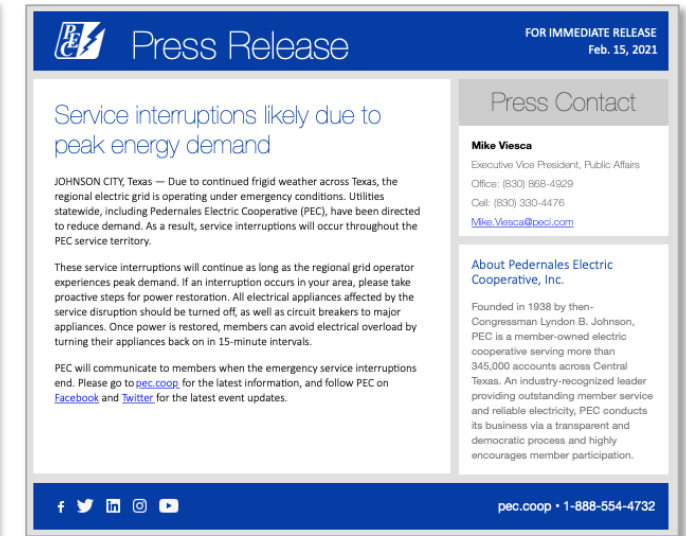 PEC
Press Release
FOR IMMEDIATE RELEASE
Feb. 15, 2021
Service interruptions likely due to
peak energy demand
JOHNSON CITY, Texas — Due to continued frigid weather across Texas, the
regional electric grid is operating under emergency conditions. Utilities
statewide, including Pedernales Electric Cooperative (PEC), have been directed
to reduce demand. As a result, service interruptions will occur throughout the
PEC service territory.
These service interruptions will continue as long as the regional grid operator
experiences peak demand. If an interruption occurs in your area, please take
proactive steps for power restoration. All electrical appliances affected by the
service disruption should be turned off, as well as circuit breakers to major
appliances. Once power is restored, members can avoid electrical overload by
turning their appliances back on in 15-minute intervals.
PEC will communicate to members when the emergency service interruptions
end. Please go to pec.coop for the latest information, and follow PEC on
Facebook and Twitter for the latest event updates.
Press Contact
Mike Viesca
Executive Vice President, Public Affairs
Office: (830) 868-4929
Cell: (830) 330-4476
Mike.Viesca@peci.com
About Pedernales Electric
Cooperative, Inc.
Founded in 1938 by then-
Congressman Lyndon B. Johnson,
PEC is a member-owned electric
cooperative serving more than
345,000 accounts across Central
Texas. An industry-recognized leader
providing outstanding member service
and reliable electricity, PEC conducts
its business via a transparent and
democratic process and highly
encourages member participation.
pec.coop • 1-888-554-4732